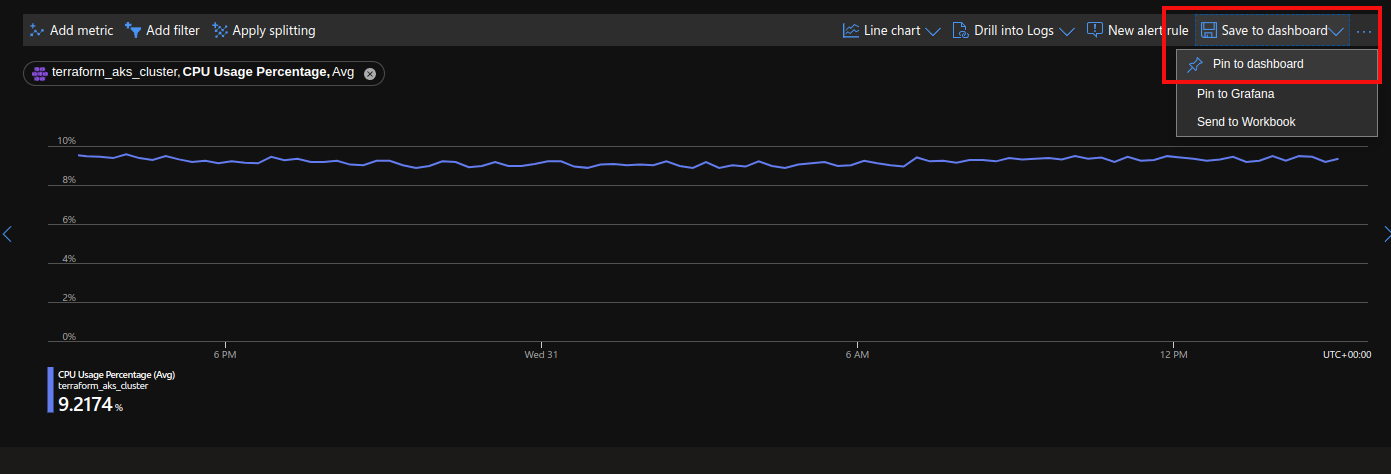 Add metric Add filter Apply splitting Line chart Drill into Logs New alert rule Save to dashboard ...
terraform_aks_cluster, CPU Usage Percentage, Avg
Pin to dashboard
Pin to Grafana
Send to Workbook
10%
8%
6%
4%
2%
0%
6 PM Wed 31 6 AM 12 PM UTC+00:00
CPU Usage Percentage (Avg)
terraform_aks_cluster
9.2174 %